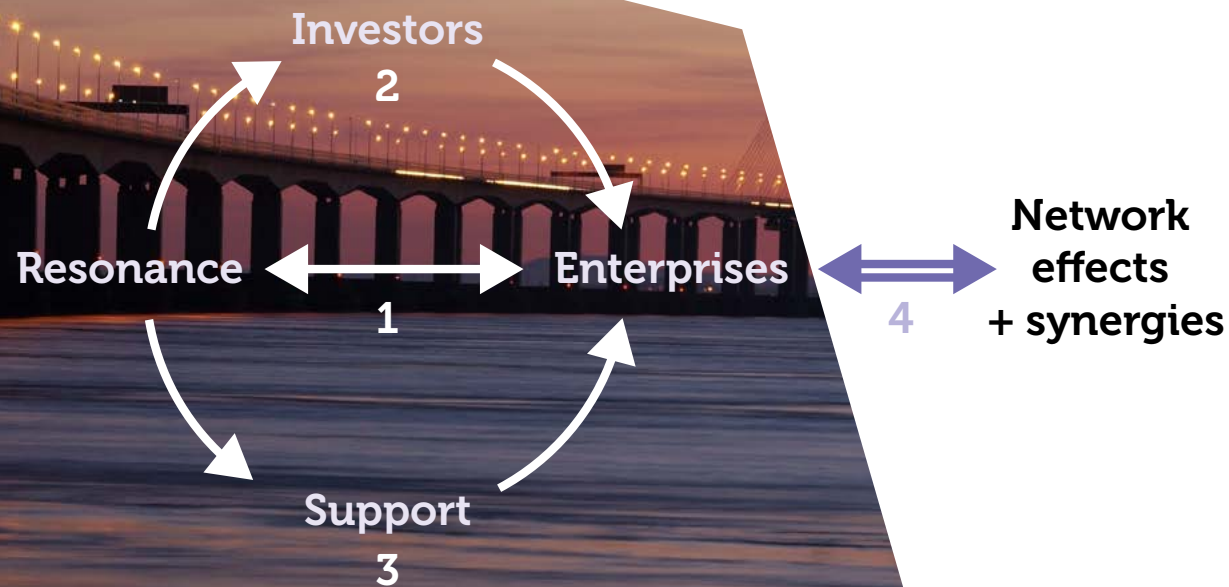 Investors
2
Resonance
1
Enterprises
4
Network
effects
+ synergies
Support
3